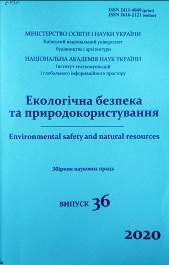 ISSN 2411-4049 (print)
ISSN 2616-2121 (online)
МІНІСТЕРСТВО ОСВІТИ І НАУКИ УКРАЇНИ
Київський національний університет
будівництва і архітектури
НАЦІОНАЛЬНА АКАДЕМІЯ НАУК УКРАЇНИ
Інститут телекомунікацій
і глобального інформаційного простору
Екологічна безпека
та природокористування
Environmental safety and natural resources
Збірник наукових праць
ВИПУСК 36
2020